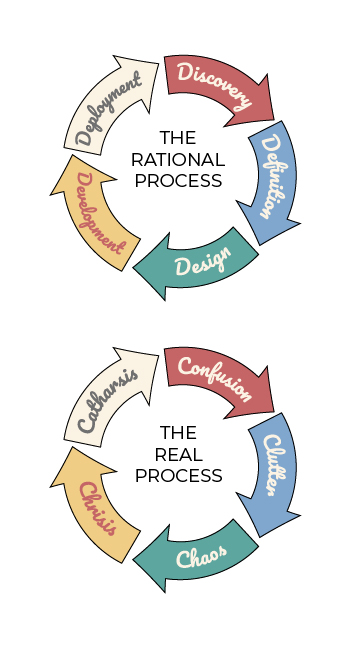 Discovery
Definition
Design
Development
Deployment
THE
RATIONAL
PROCESS
Confusion
Clutter
Chaos
Chrisis
Catharsis
THE
REAL
PROCESS